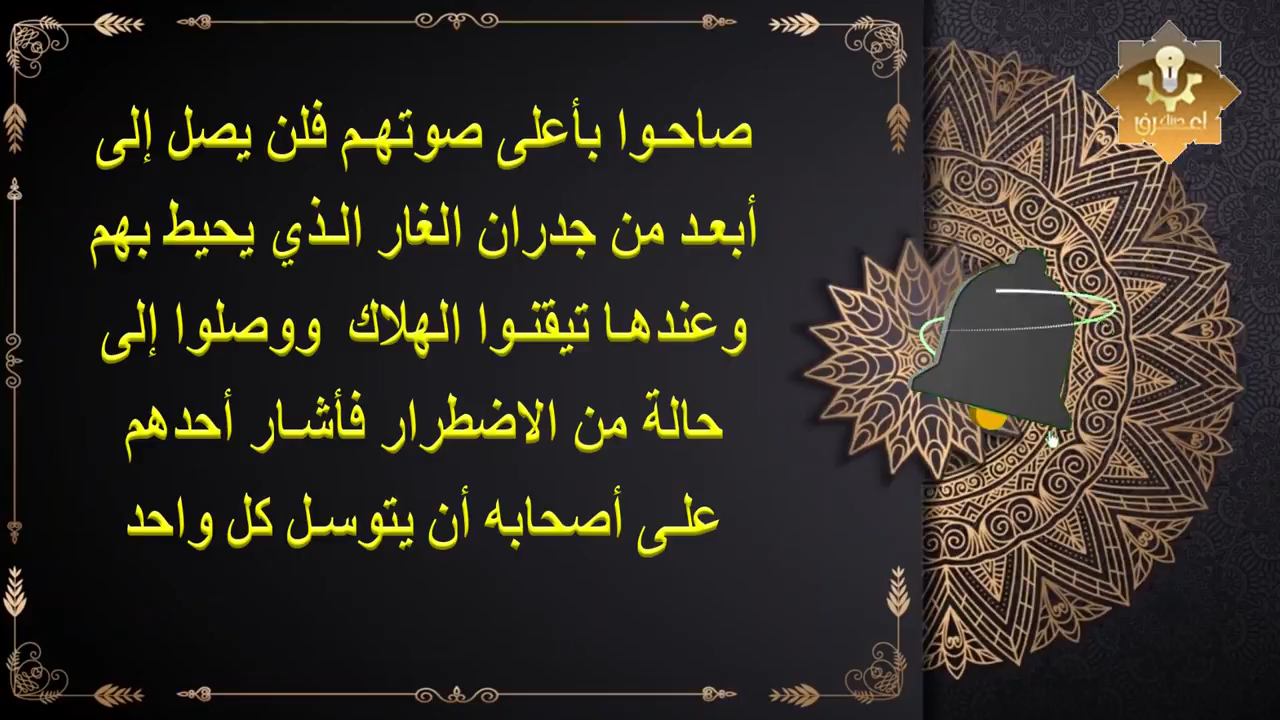 صاحوا بأعلى صوتهم فلن يصل إلى
أبعد من جدران الغار الذي يحيط بهم
وعندها تيقنوا الهلاك ووصلوا إلى
حالة من الاضطرار فأشار أحدهم
على أصحابه أن يتوسل كل واحد